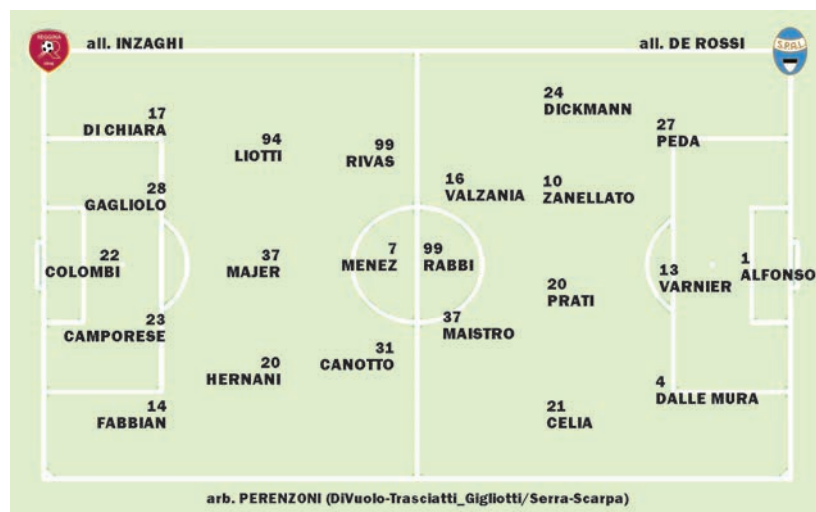 all. INZAGHI
all. DE ROSSI
REGGINA
1914
S.P.A.L.
17
DI CHIARA
28
GAGLIOLO
22
COLOMBI
23
CAMPORESE
14
FABBIAN
94
LIOTTI
37
MAJER
20
HERNANI
99
RIVAS
7
MENEZ
31
CANOTTO
16
VALZANIA
99
RABBI
37
MAISTRO
24
DICKMANN
10
ZANELLATO
20
PRATI
21
CELIA
27
PEDA
13
VARNIER
4
DALLE MURA
1
ALFONSO
arb. PERENZONI (DiVuolo-Trasciatti_Gigliotti/Serra-Scarpa)